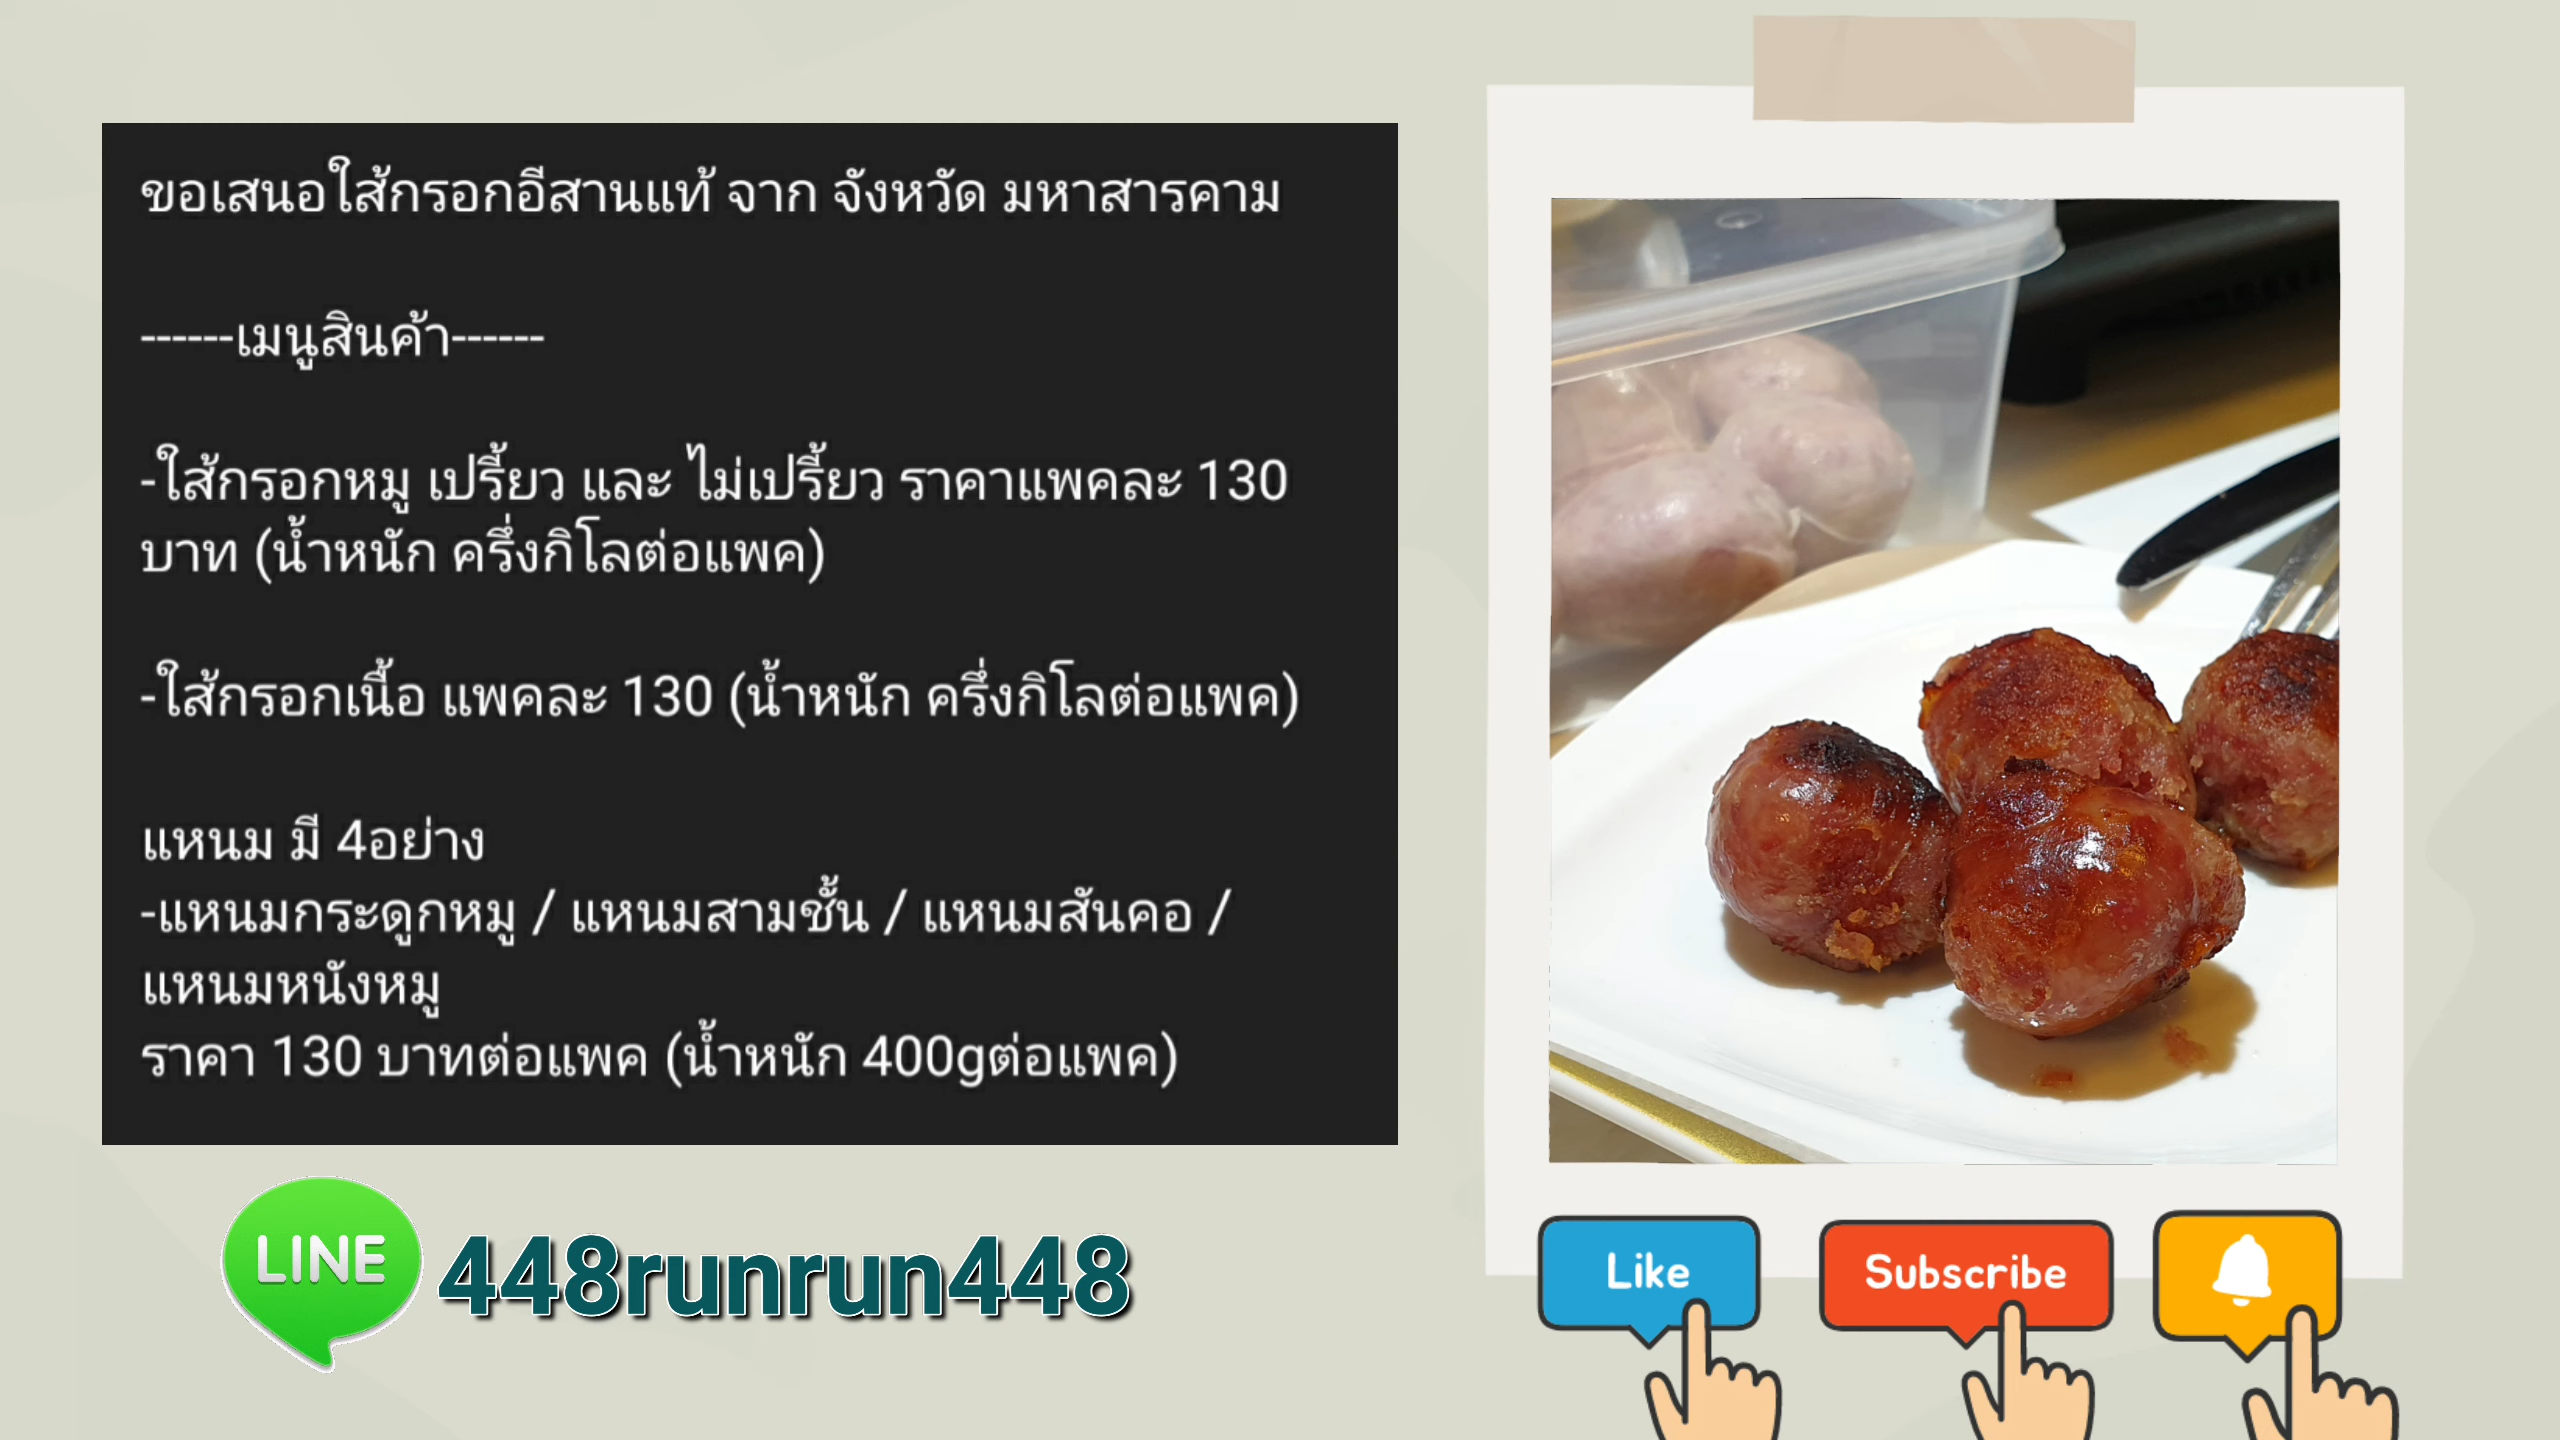 ขอเสนอใส้กรอกอีสานแท้ จาก จังหวัด มหาสารคาม
------เมนูสินค้า------
-ใส้กรอกหมู เปรี้ยว และ ไม่เปรี้ยว ราคาแพคละ 130
บาท (น้ำหนัก ครึ่งกิโลต่อแพค)
-ใส้กรอกเนื้อ แพคละ 130 (น้ำหนัก ครึ่งกิโลต่อแพค)
แหนม มี 4อย่าง
-แหนมกระดูกหมู / แหนมสามชั้น / แหนมสันคอ /
แหนมหนังหมู
ราคา 130 บาทต่อแพค (น้ำหนัก 400gต่อแพค)
LINE 448runrun448
Like Subscribe